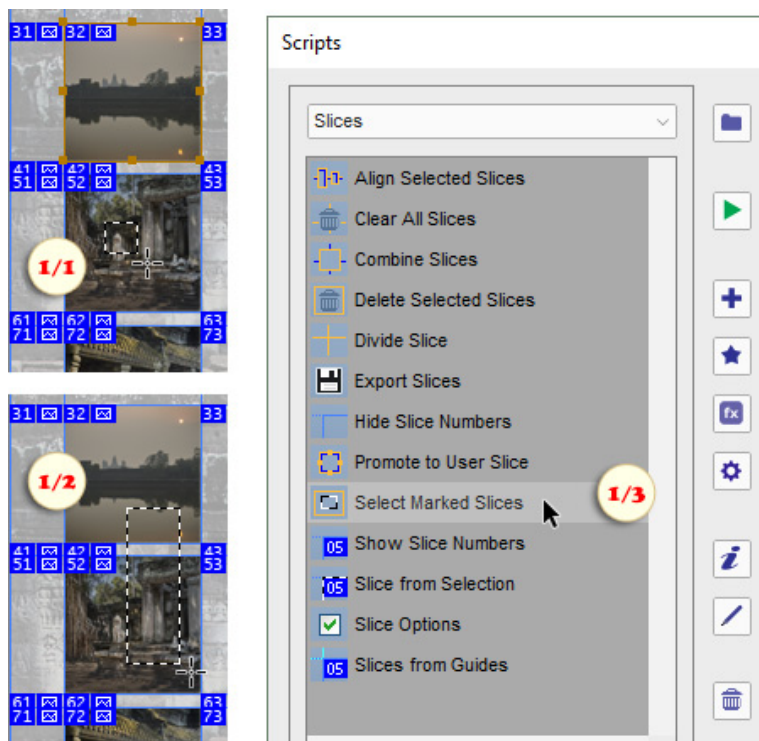 31 32 33
41 42 43
51 52 53
1/1
61 62 63
71 72 73
31 32 33
1/2
41 42 43
51 52 53
61 62 63
71 72 73
Scripts
Slices
Align Selected Slices
Clear All Slices
Combine Slices
Delete Selected Slices
Divide Slice
Export Slices
Hide Slice Numbers
Promote to User Slice
Select Marked Slices
1/3
05 Show Slice Numbers
05 Slice from Selection
Slice Options
05 Slices from Guides
fx
i